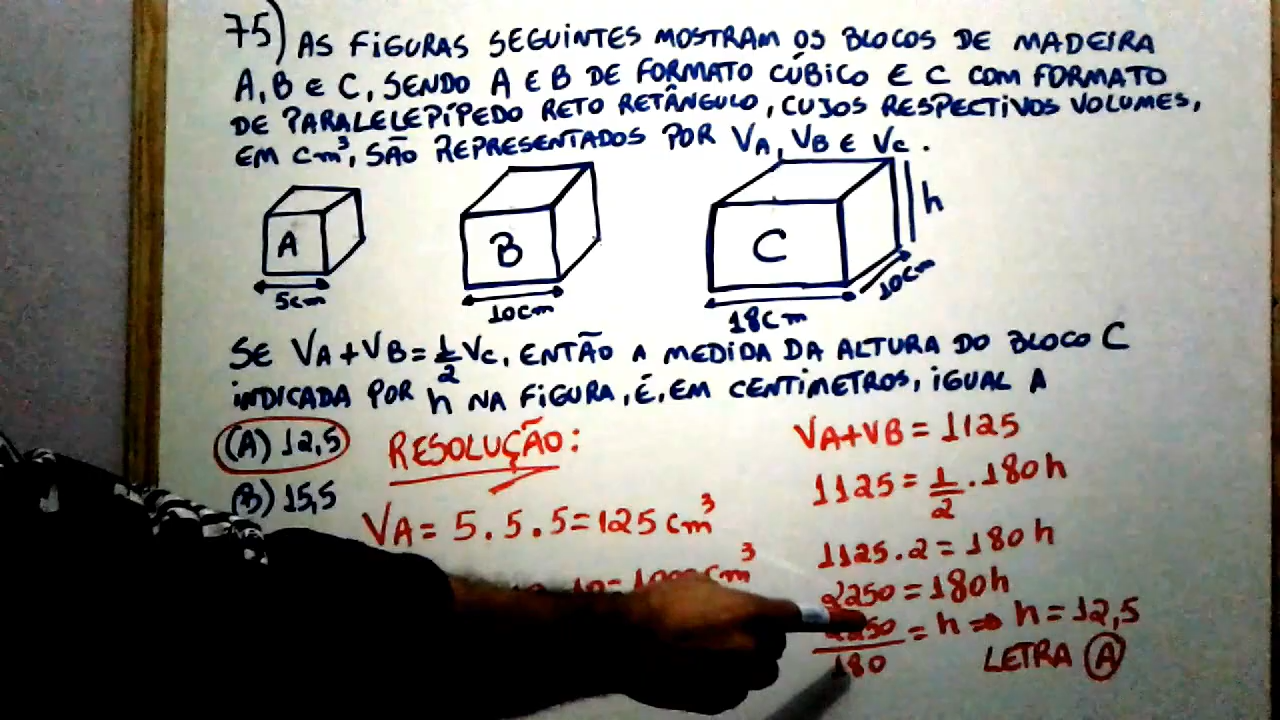 75) AS FIGURAS SEGUINTES MOSTRAM OS BLOCOS DE MADEIRA
A, B E C, SENDO A E B DE FORMATO CÚBICO E C COM FORMATO
DE PARALELEPÍPEDO RETO RETÂNGULO, CUJOS RESPECTIVOS VOLUMES,
EM cm³, SÃO REPRESENTADOS POR VA, VB E VC.
A
B
C
h
5cm
10cm
18cm
10cm
SE VA+VB=1/2 VC, ENTÃO A MEDIDA DA ALTURA DO BLOCO C
INDICADA POR h NA FIGURA, É, EM CENTÍMETROS, IGUAL A
(A) 12,5
(B) 15,5
RESOLUÇÃO:
VA = 5.5.5=125 cm³
10= 1000 cm³
VA+VB = 1125
1125 = 1/2 . 180 h
1125.2 = 180 h
2250 = 180h
2250/180 = h ⇒ h = 12,5
LETRA A